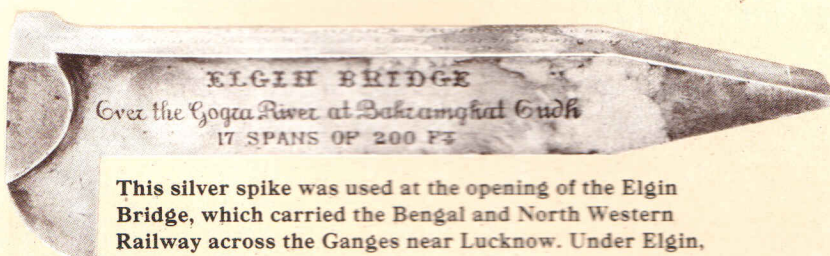 ELGIN BRIDGE
Over the Gogra River at Bahramghat Oudh
17 SPANS OF 200 FT
This silver spike was used at the opening of the Elgin
Bridge, which carried the Bengal and North Western
Railway across the Ganges near Lucknow. Under Elgin,